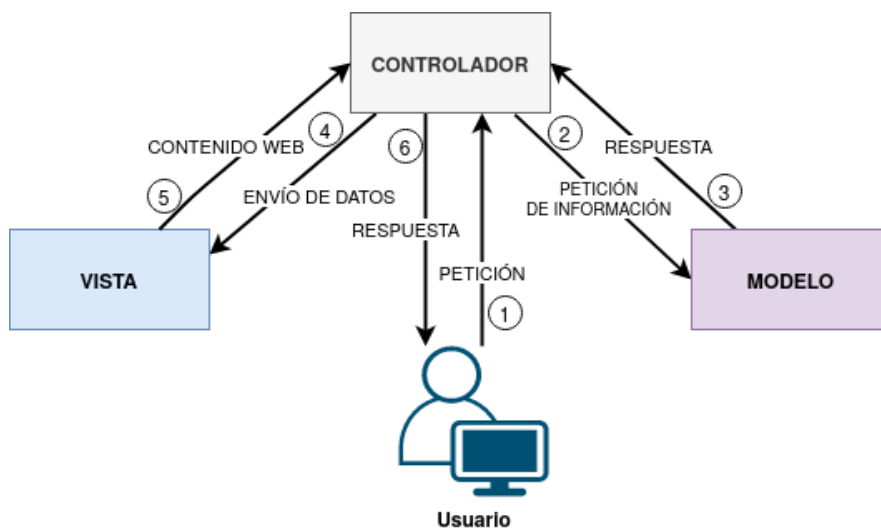 CONTROLADOR
CONTENIDO WEB
4
6
2
RESPUESTA
5
ENVÍO DE DATOS
PETICIÓN
DE INFORMACIÓN
3
RESPUESTA
VISTA
PETICIÓN
MODELO
1
Usuario